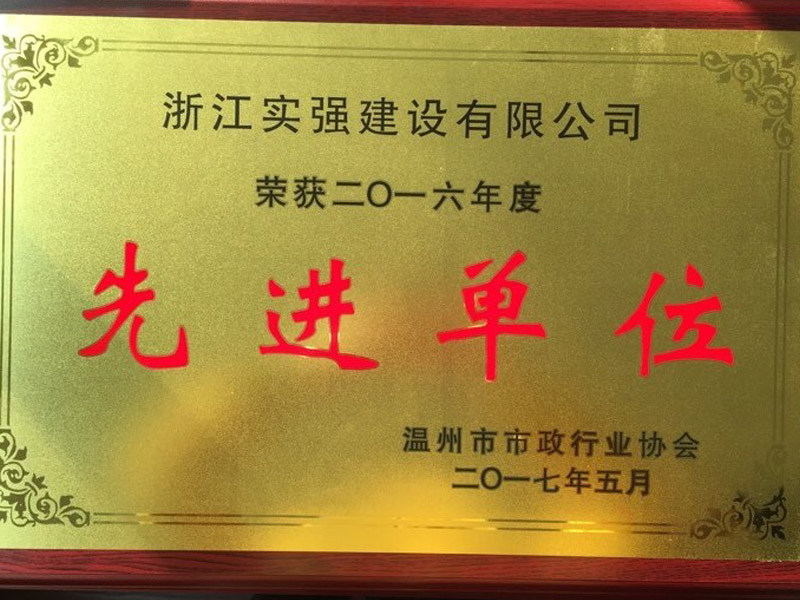 浙江实强建设有限公司
荣获二〇一六年度
先进单位
温州市市政行业协会
二〇一七年五月